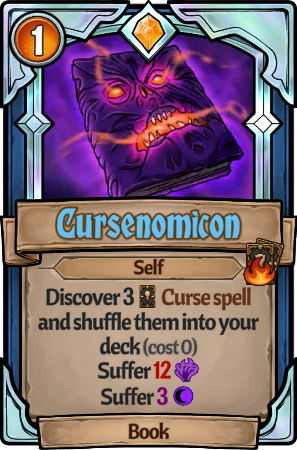 1
Cursenomicon
Self
Discover 3 Curse spell
and shuffle them into your
deck (cost 0)
Suffer 12
Suffer 3
Book